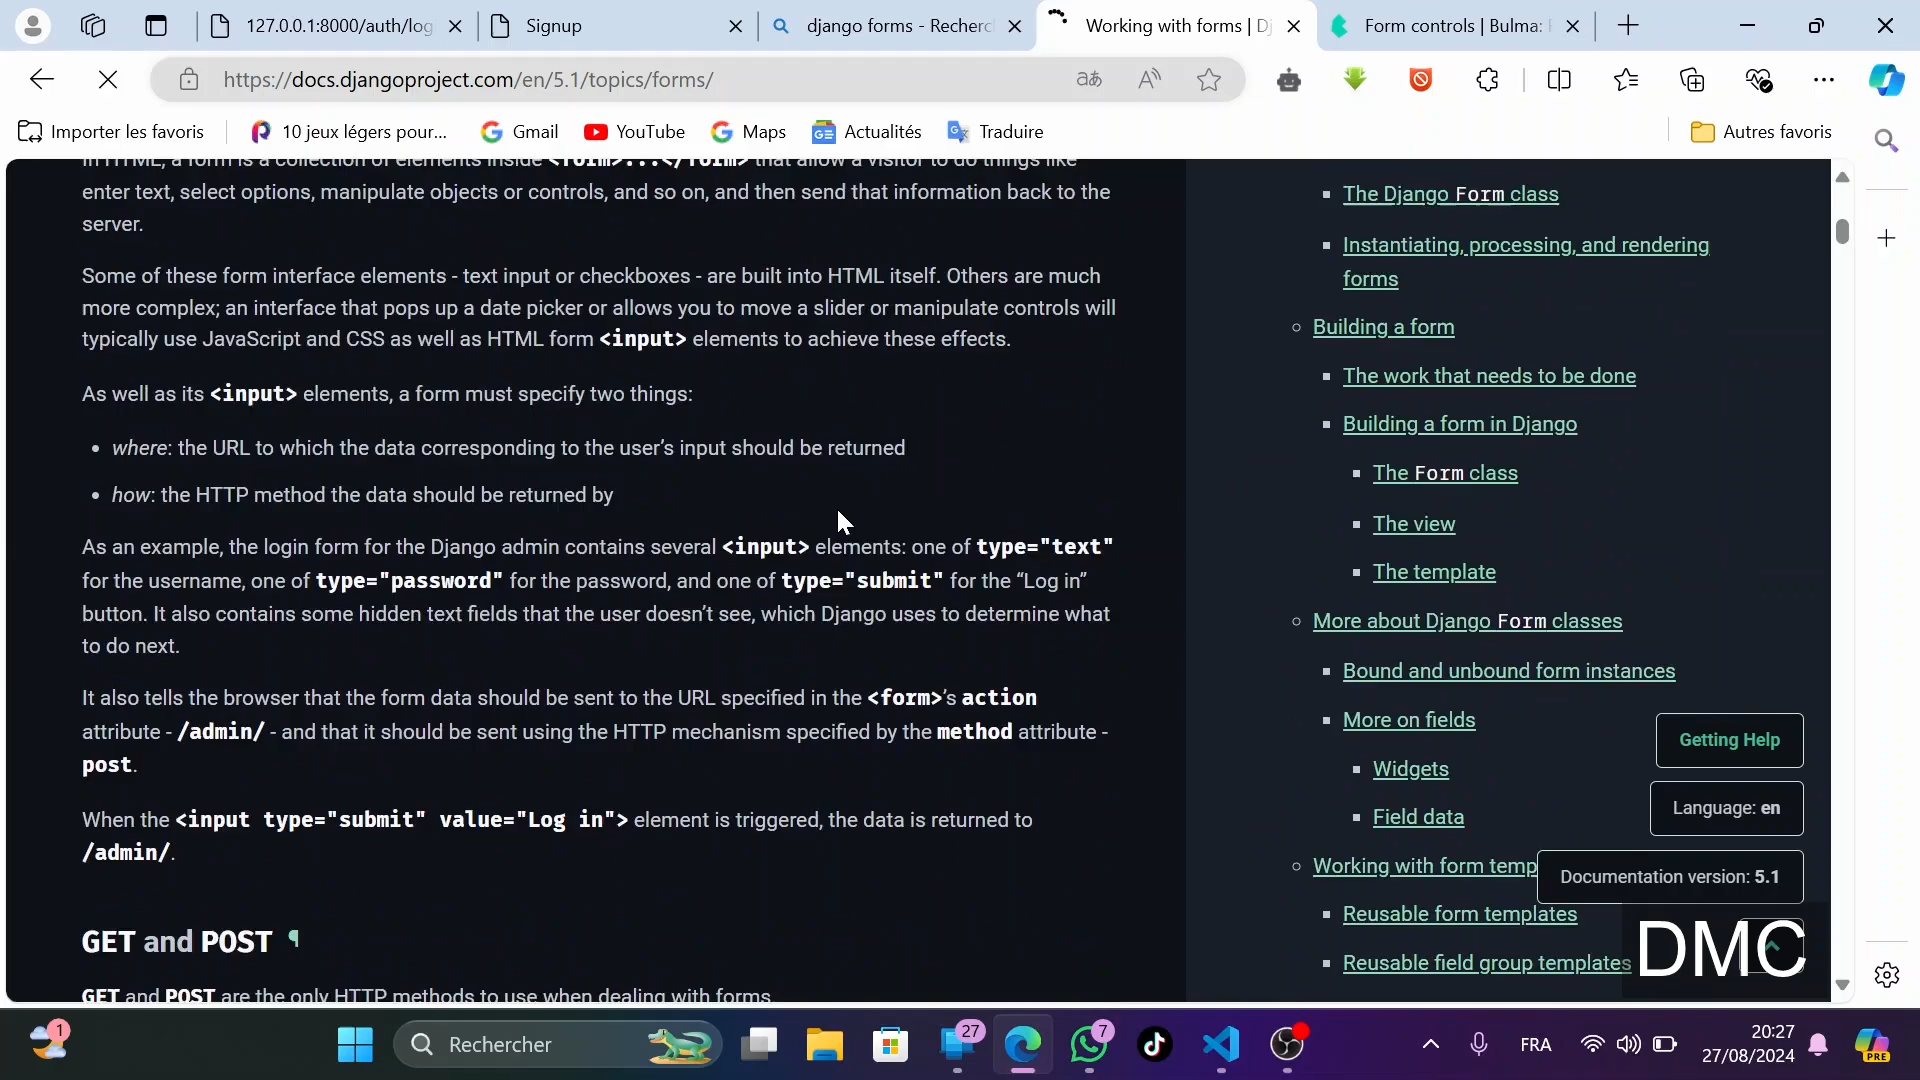 127.0.0.1:8000/auth/log
Signup
django forms - Recherc
Working with forms | Dj
Form controls | Bulma: F
https://docs.djangoproject.com/en/5.1/topics/forms/
Importer les favoris
10 jeux légers pour...
Gmail
YouTube
Maps
Actualités
Traduire
Autres favoris
In HTML, a form is a collection of elements inside <form>...</form> that allow a visitor to do things like
enter text, select options, manipulate objects or controls, and so on, and then send that information back to the
server.
Some of these form interface elements - text input or checkboxes - are built into HTML itself. Others are much
more complex; an interface that pops up a date picker or allows you to move a slider or manipulate controls will
typically use JavaScript and CSS as well as HTML form <input> elements to achieve these effects.
As well as its <input> elements, a form must specify two things:
• where: the URL to which the data corresponding to the user’s input should be returned
• how: the HTTP method the data should be returned by
As an example, the login form for the Django admin contains several <input> elements: one of type="text"
for the username, one of type="password" for the password, and one of type="submit" for the “Log in”
button. It also contains some hidden text fields that the user doesn’t see, which Django uses to determine what
to do next.
It also tells the browser that the form data should be sent to the URL specified in the <form>’s action
attribute - /admin/ - and that it should be sent using the HTTP mechanism specified by the method attribute -
post.
When the <input type="submit" value="Log in"> element is triggered, the data is returned to
/admin/.
GET and POST ¶
GET and POST are the only HTTP methods to use when dealing with forms.
The Django Form class
Instantiating, processing, and rendering
forms
Building a form
The work that needs to be done
Building a form in Django
The Form class
The view
The template
More about Django Form classes
Bound and unbound form instances
More on fields
Widgets
Field data
Working with form temp
Reusable form templates
Reusable field group templates
Getting Help
Language: en
Documentation version: 5.1
DMC
1
Rechercher
27
7
FRA
20:27
27/08/2024
PRE